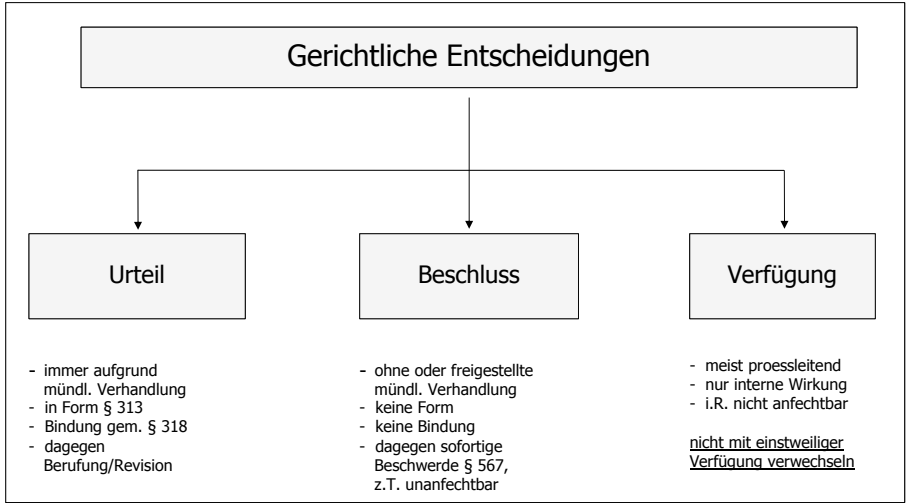 Gerichtliche Entscheidungen
Urteil
- immer aufgrund
mündl. Verhandlung
- in Form § 313
- Bindung gem. § 318
- dagegen
Berufung/Revision
Beschluss
- ohne oder freigestellte
mündl. Verhandlung
- keine Form
- keine Bindung
- dagegen sofortige
Beschwerde § 567,
z.T. unanfechtbar
Verfügung
- meist proessleitend
- nur interne Wirkung
- i.R. nicht anfechtbar
nicht mit einstweiliger
Verfügung verwechseln